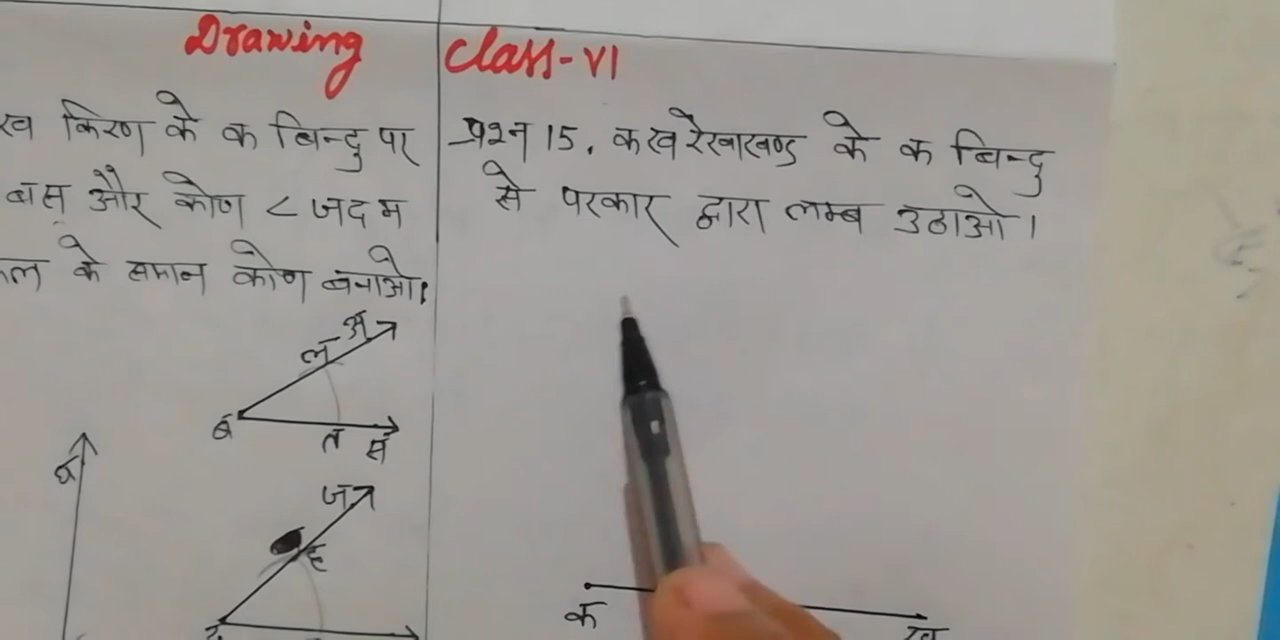 Drawing Class-VI
ख किरण के क बिन्दु पर
बस और कोण < जदम
ल के समान कोण बनाओ।
ल अ
ब त स
घ
ज
ह
प्रश्न 15. कख रेखाखण्ड के क बिन्दु
से परकार द्वारा लम्ब उठाओ।
क ख